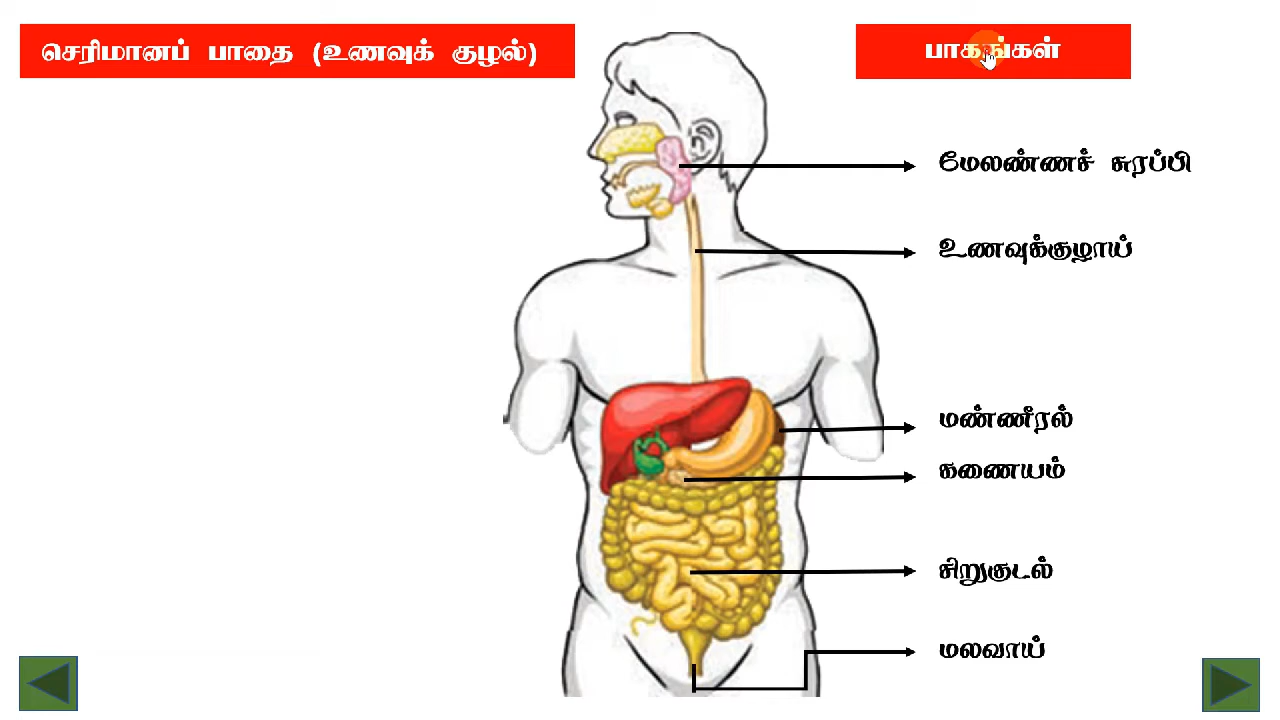 செரிமானப் பாதை (உணவுக் குழல்)
பாகங்கள்
மேலண்ணச் சுரப்பி
உணவுக்குழாய்
மண்ணீரல்
கணையம்
சிறுகுடல்
மலவாய்